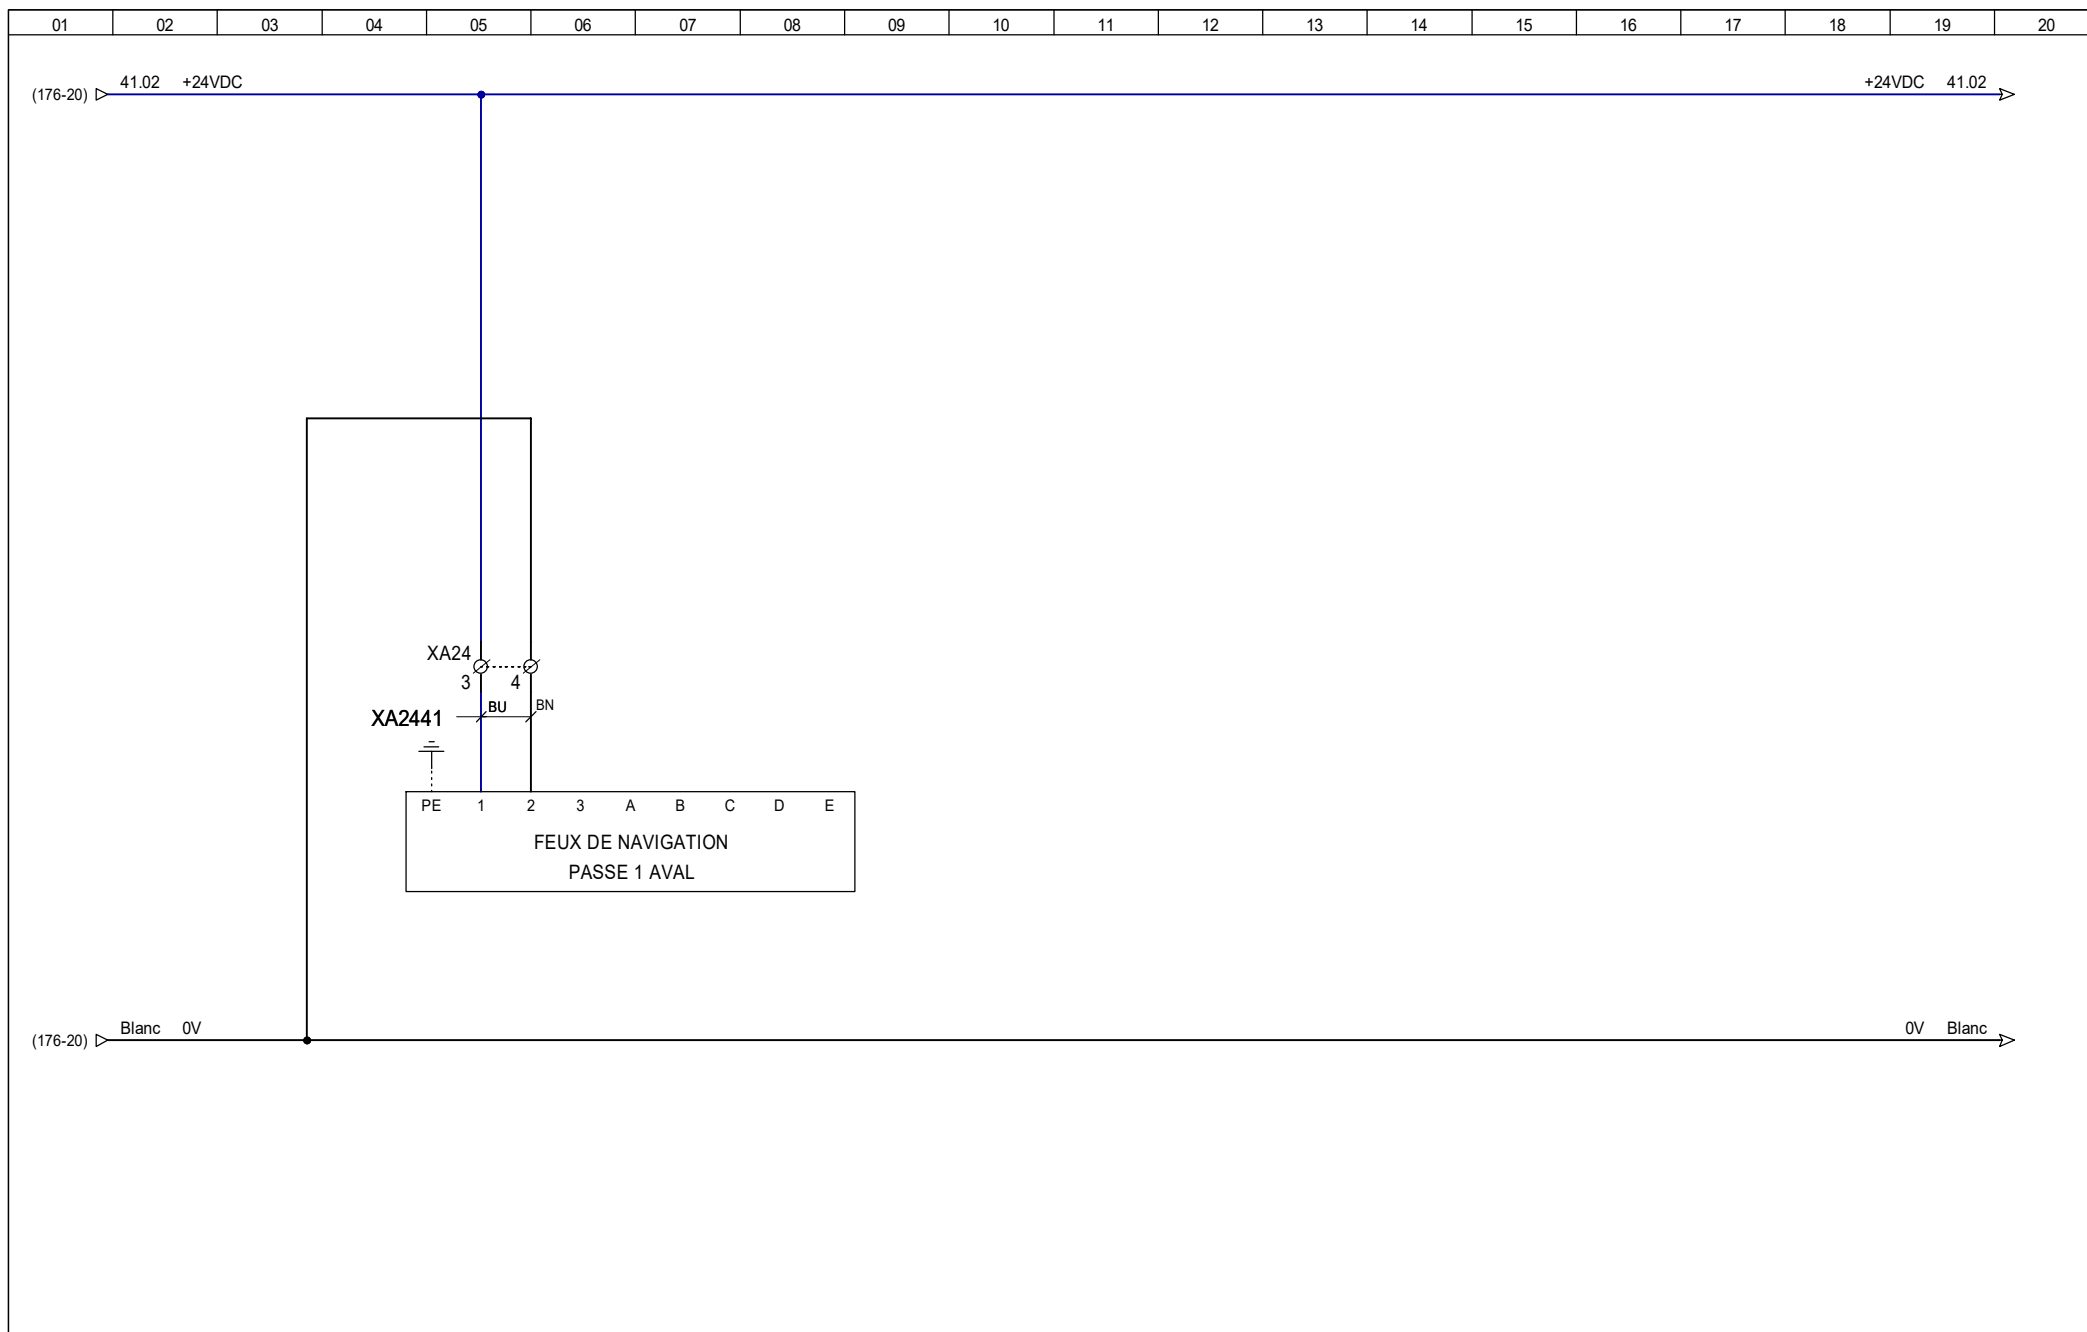 01 02 03 04 05 06 07 08 09 10 11 12 13 14 15 16 17 18 19 20
41.02 +24VDC +24VDC 41.02
(176-20)
XA24
3 4
BU BN
XA2441
PE 1 2 3 A B C D E
FEUX DE NAVIGATION
PASSE 1 AVAL
Blanc 0V 0V Blanc
(176-20)